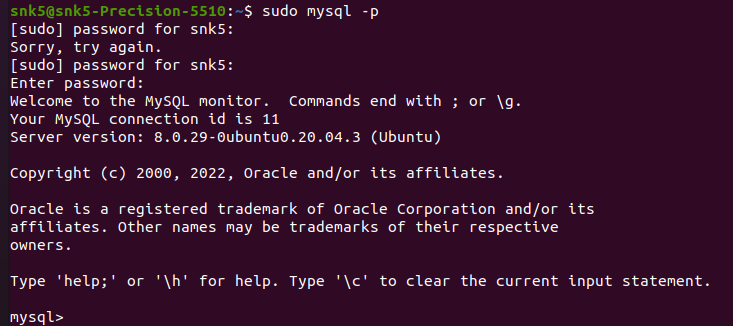 snk5@snk5-Precision-5510:~$ sudo mysql -p
[sudo] password for snk5:
Sorry, try again.
[sudo] password for snk5:
Enter password:
Welcome to the MySQL monitor.  Commands end with ; or \g.
Your MySQL connection id is 11
Server version: 8.0.29-0ubuntu0.20.04.3 (Ubuntu)

Copyright (c) 2000, 2022, Oracle and/or its affiliates.

Oracle is a registered trademark of Oracle Corporation and/or its
affiliates. Other names may be trademarks of their respective
owners.

Type 'help;' or '\h' for help. Type '\c' to clear the current input statement.

mysql>